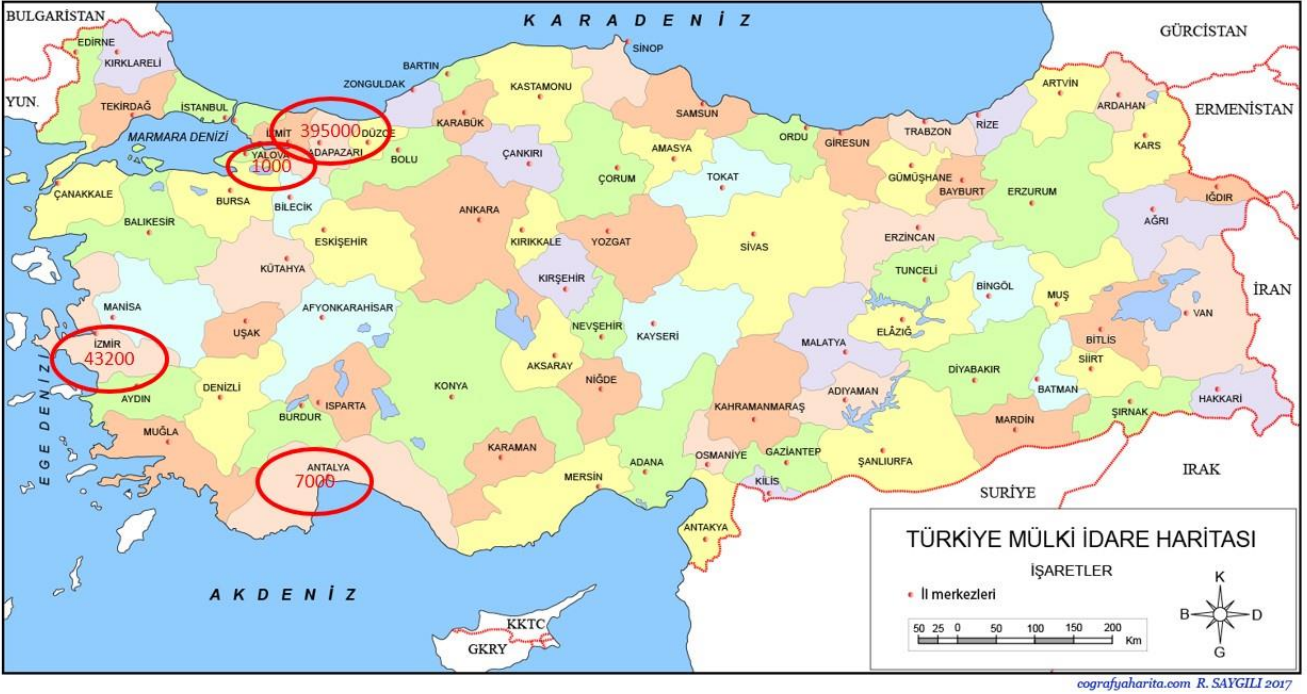 BULGARİSTAN
KARADENİZ
GÜRCİSTAN
EDİRNE
KIRKLARELİ
SİNOP
BARTIN
ZONGULDAK
KASTAMONU
ARTVİN
ARDAHAN
ERMENİSTAN
YUN.
TEKİRDAĞ
İSTANBUL
KARABÜK
SAMSUN
TRABZON
RİZE
MARMARA DENİZİ
İZMİT
395000
DÜZCE
ORDU
GİRESUN
KARS
ADAPAZARI
YALOVA
1000
BOLU
ÇANKIRI
AMASYA
ÇORUM
TOKAT
GÜMÜŞHANE
BAYBURT
ERZURUM
IĞDIR
ÇANAKKALE
BURSA
BİLECİK
ANKARA
AĞRI
BALIKESİR
ESKİŞEHİR
KIRIKKALE
YOZGAT
SİVAS
ERZİNCAN
KÜTAHYA
KIRŞEHİR
TUNCELİ
BİNGÖL
MUŞ
İRAN
MANİSA
AFYONKARAHİSAR
UŞAK
NEVŞEHİR
KAYSERİ
ELÂZIĞ
VAN
İZMİR
43200
MALATYA
BİTLİS
AKSARAY
SİİRT
EGE DENİZİ
AYDIN
DENİZLİ
KONYA
NİĞDE
DİYABAKIR
BATMAN
ADIYAMAN
HAKKARİ
BURDUR
ISPARTA
KAHRAMANMARAŞ
ŞIRNAK
MARDİN
MUĞLA
KARAMAN
OSMANİYE
GAZİANTEP
ŞANLIURFA
ANTALYA
7000
MERSİN
ADANA
KİLİS
IRAK
SURİYE
ANTAKYA
AKDENİZ
KKTC
GKRY
TÜRKİYE MÜLKİ İDARE HARİTASI
İŞARETLER
İl merkezleri
50 25 0 50 100 150 200
Km
K
B D
G
cografyaharita.com R. SAYGILI 2017